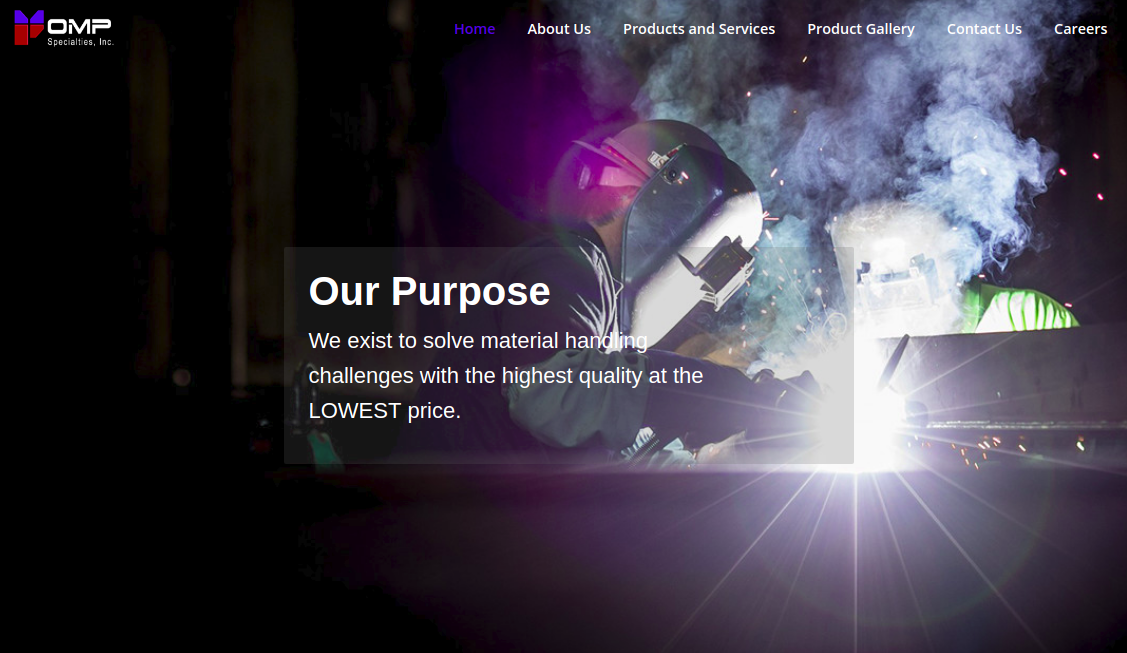 OMP
Specialties, Inc.
Home About Us Products and Services Product Gallery Contact Us Careers
Our Purpose
We exist to solve material handling
challenges with the highest quality at the
LOWEST price.